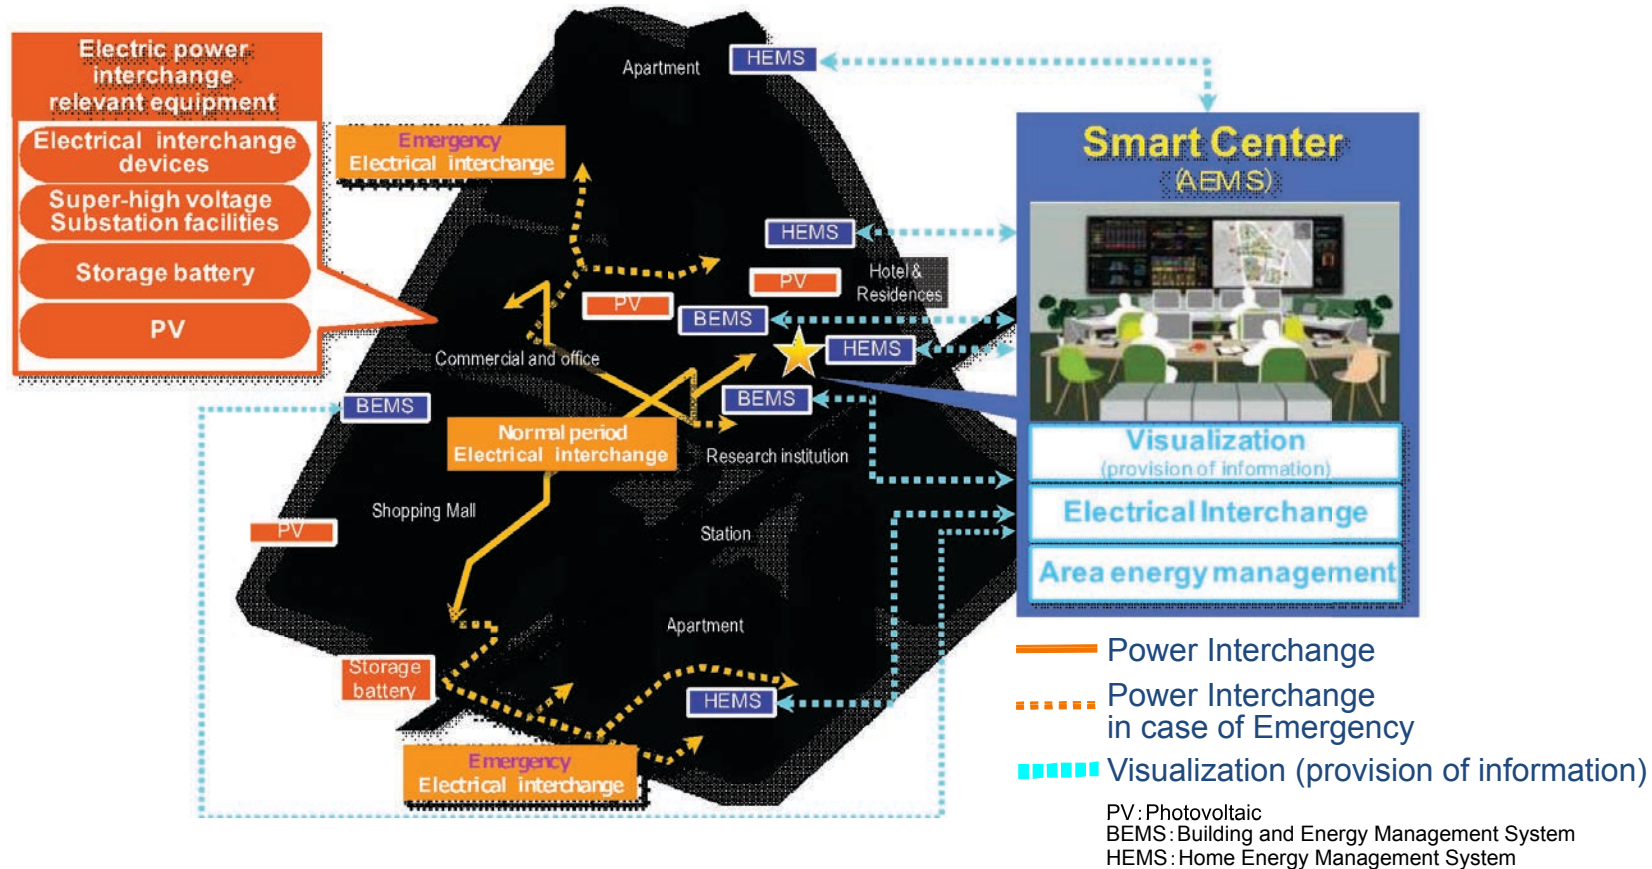 Electric power
interchange
relevant equipment
Electrical interchange
devices
Super-high voltage
Substation facilities
Storage battery
PV
Emergency
Electrical interchange
Apartment
HEMS
HEMS
PV
Hotel &
Residences
PV
BEMS
HEMS
Commercial and office
BEMS
BEMS
Normal period
Electrical interchange
Research institution
Shopping Mall
PV
Station
Apartment
Storage
battery
HEMS
Emergency
Electrical interchange
Smart Center
(AEMS)
Visualization
(provision of information)
Electrical Interchange
Area energy management
Power Interchange
Power Interchange
in case of Emergency
Visualization (provision of information)
PV:Photovoltaic
BEMS:Building and Energy Management System
HEMS:Home Energy Management System